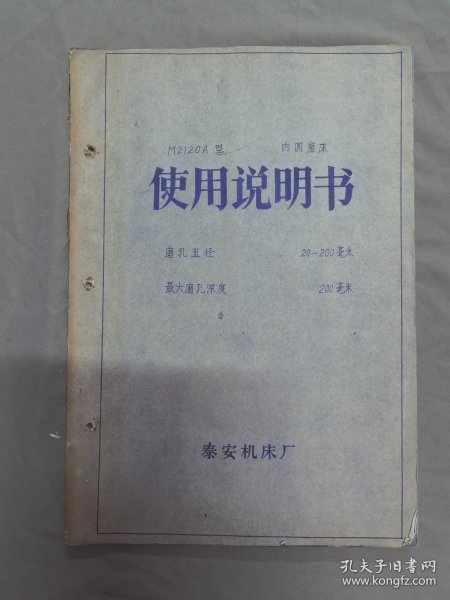 M2120A型 内圆磨床
使用说明书
磨孔直径 20~200毫米
最大磨孔深度 200毫米
泰安机床厂
孔夫子旧书网
www.kongfz.com